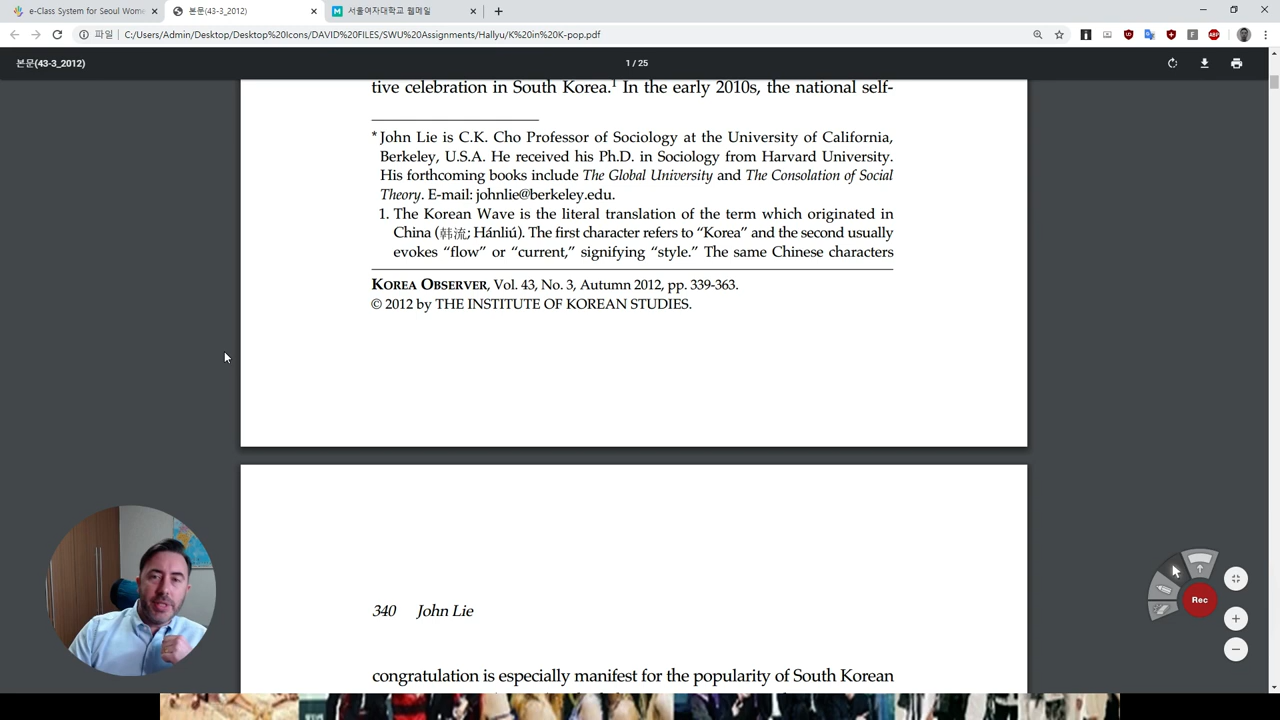 e-Class System for Seoul Wome
본문(43-3_2012)
서울여자대학교 웹메일
파일
C:/Users/Admin/Desktop/Desktop%20Icons/DAVID%20FILES/SWU%20Assignments/Hallyu/K%20in%20K-pop.pdf
본문(43-3_2012)
1 / 25
tive celebration in South Korea.1 In the early 2010s, the national self-
* John Lie is C.K. Cho Professor of Sociology at the University of California,
Berkeley, U.S.A. He received his Ph.D. in Sociology from Harvard University.
His forthcoming books include The Global University and The Consolation of Social
Theory. E-mail: johnlie@berkeley.edu.
1. The Korean Wave is the literal translation of the term which originated in
China (韩流; Hánliú). The first character refers to “Korea” and the second usually
evokes “flow” or “current,” signifying “style.” The same Chinese characters
KOREA OBSERVER, Vol. 43, No. 3, Autumn 2012, pp. 339-363.
© 2012 by THE INSTITUTE OF KOREAN STUDIES.
Rec
340 John Lie
congratulation is especially manifest for the popularity of South Korean